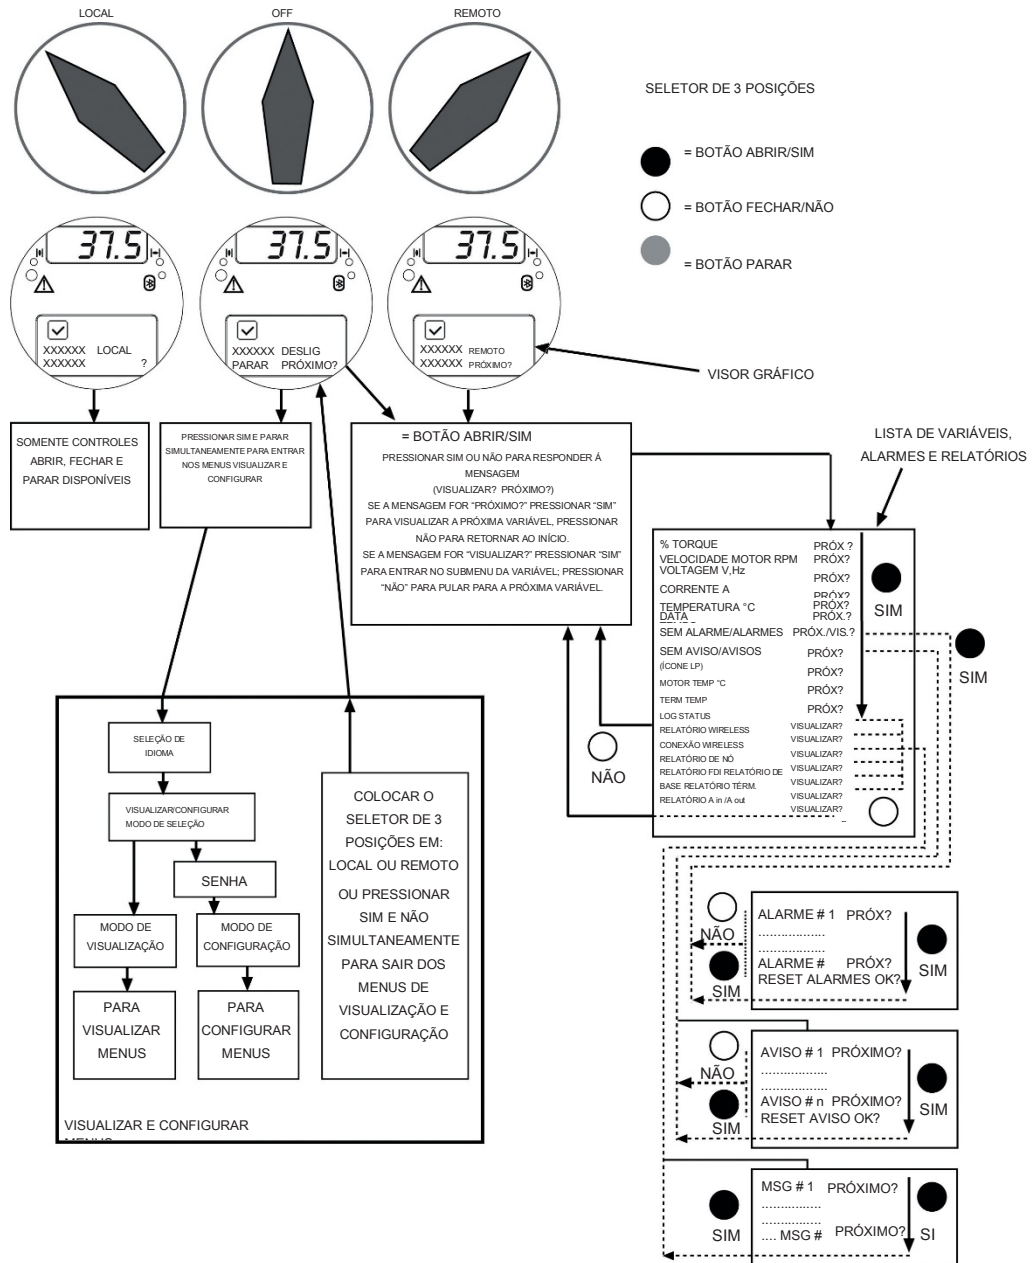 LOCAL
OFF
REMOTO
SELETOR DE 3 POSIÇÕES
= BOTÃO ABRIR/SIM
= BOTÃO FECHAR/NÃO
= BOTÃO PARAR
37.5
XXXXXX LOCAL
XXXXXX ?
37.5
XXXXXX DESLIG
PARAR PRÓXIMO?
37.5
XXXXXX REMOTO
XXXXXX PRÓXIMO?
VISOR GRÁFICO
SOMENTE CONTROLES
ABRIR, FECHAR E
PARAR DISPONÍVEIS
PRESSIONAR SIM E PARAR
SIMULTANEAMENTE PARA ENTRAR
NOS MENUS VISUALIZAR E
CONFIGURAR
= BOTÃO ABRIR/SIM
PRESSIONAR SIM OU NÃO PARA RESPONDER Á
MENSAGEM
(VISUALIZAR? PRÓXIMO?)
SE A MENSAGEM FOR “PRÓXIMO?” PRESSIONAR “SIM”
PARA VISUALIZAR A PRÓXIMA VARIÁVEL, PRESSIONAR
NÃO PARA RETORNAR AO INÍCIO.
SE A MENSAGEM FOR “VISUALIZAR?” PRESSIONAR “SIM”
PARA ENTRAR NO SUBMENU DA VARIÁVEL; PRESSIONAR
“NÃO” PARA PULAR PARA A PRÓXIMA VARIÁVEL.
LISTA DE VARIÁVEIS,
ALARMES E RELATÓRIOS
% TORQUE PRÓX ?
VELOCIDADE MOTOR RPM PRÓX?
VOLTAGEM V,Hz PRÓX?
CORRENTE A PRÓX?
TEMPERATURA °C PRÓX?
DATA PRÓX.?
SEM ALARME/ALARMES PRÓX./VIS.?
SEM AVISO/AVISOS PRÓX?
(ÍCONE LP) PRÓX?
MOTOR TEMP °C PRÓX?
TERM TEMP PRÓX?
LOG STATUS VISUALIZAR?
RELATÓRIO WIRELESS VISUALIZAR?
CONEXÃO WIRELESS VISUALIZAR?
RELATÓRIO DE NÓ VISUALIZAR?
RELATÓRIO FDI RELATÓRIO DE VISUALIZAR?
BASE RELATÓRIO TÉRM. VISUALIZAR?
RELATÓRIO A in /A out VISUALIZAR?
SIM
SIM
NÃO
SELEÇÃO DE
IDIOMA
VISUALIZAR/CONFIGURAR
MODO DE SELEÇÃO
SENHA
MODO DE
VISUALIZAÇÃO
MODO DE
CONFIGURAÇÃO
PARA
VISUALIZAR
MENUS
PARA
CONFIGURAR
MENUS
COLOCAR O
SELETOR DE 3
POSIÇÕES EM:
LOCAL OU REMOTO
OU PRESSIONAR
SIM E NÃO
SIMULTANEAMENTE
PARA SAIR DOS
MENUS DE
VISUALIZAÇÃO E
CONFIGURAÇÃO
VISUALIZAR E CONFIGURAR
NÃO
SIM
ALARME # 1 PRÓX?
..................
..................
ALARME # PRÓX?
RESET ALARMES OK?
SIM
NÃO
SIM
AVISO # 1 PRÓXIMO?
..................
..................
AVISO # n PRÓXIMO?
RESET AVISO OK?
SIM
SIM
MSG # 1 PRÓXIMO?
................
................
.... MSG # PRÓXIMO?
SI